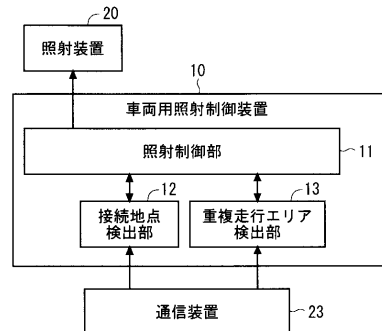 20
照射装置
10
車両用照射制御装置
照射制御部
11
12
13
接続地点
検出部
重複走行エリア
検出部
通信装置
23